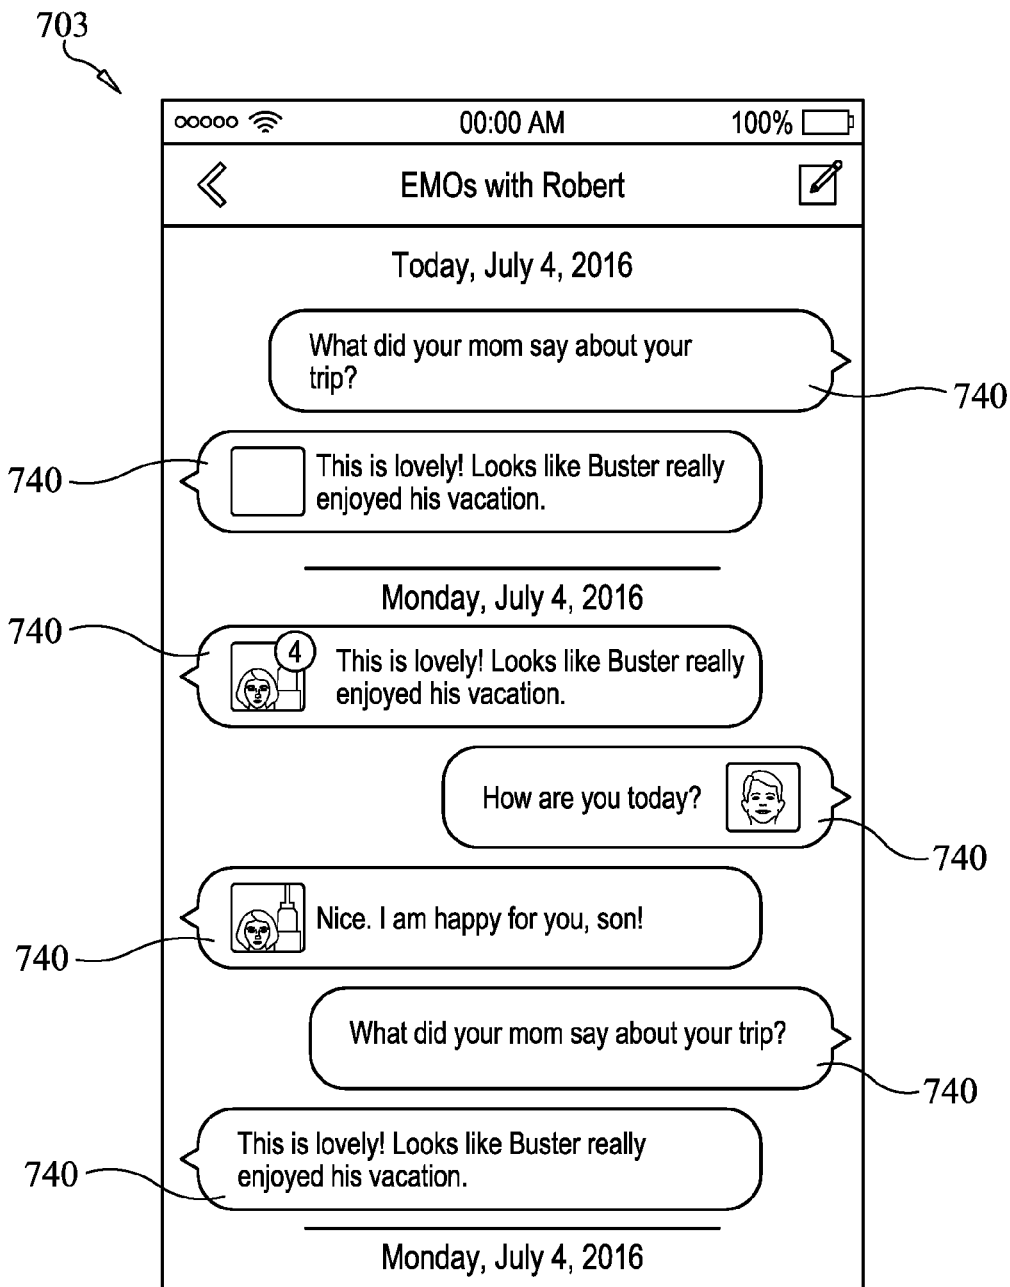 703
ooooo 00:00 AM 100%
EMOs with Robert
Today, July 4, 2016
What did your mom say about your
trip?
740
740
This is lovely! Looks like Buster really
enjoyed his vacation.
Monday, July 4, 2016
740
4
This is lovely! Looks like Buster really
enjoyed his vacation.
How are you today?
740
Nice. I am happy for you, son!
740
What did your mom say about your trip?
740
This is lovely! Looks like Buster really
enjoyed his vacation.
740
Monday, July 4, 2016